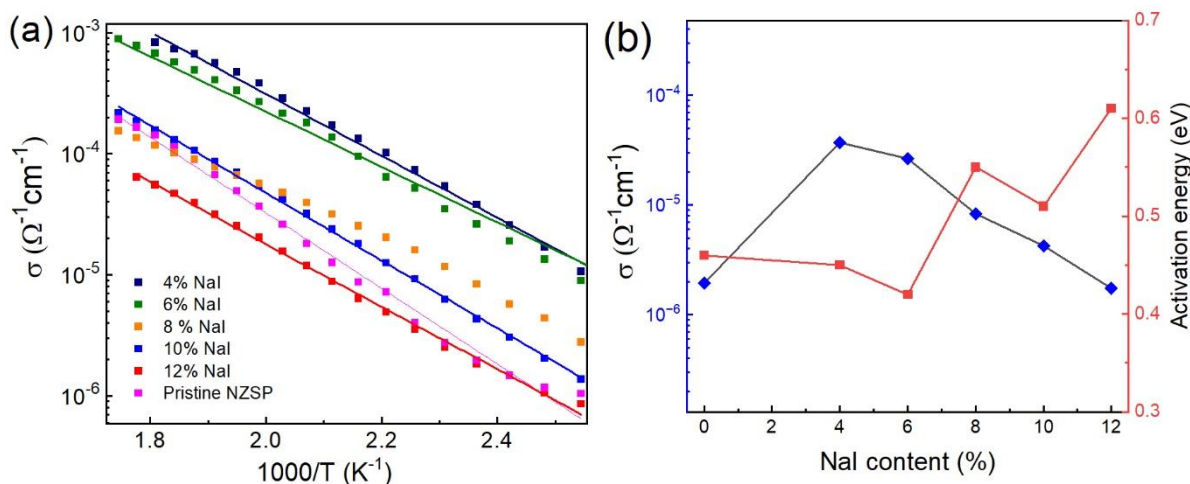 (a)
10⁻³
10⁻⁴
10⁻⁵
10⁻⁶
σ (Ω⁻¹cm⁻¹)
4% NaI
6% NaI
8 % NaI
10% NaI
12% NaI
Pristine NZSP
1.8 2.0 2.2 2.4
1000/T (K⁻¹)
(b)
10⁻⁴
10⁻⁵
10⁻⁶
σ (Ω⁻¹cm⁻¹)
0 2 4 6 8 10 12
NaI content (%)
0.7
0.6
0.5
0.4
0.3
Activation energy (eV)